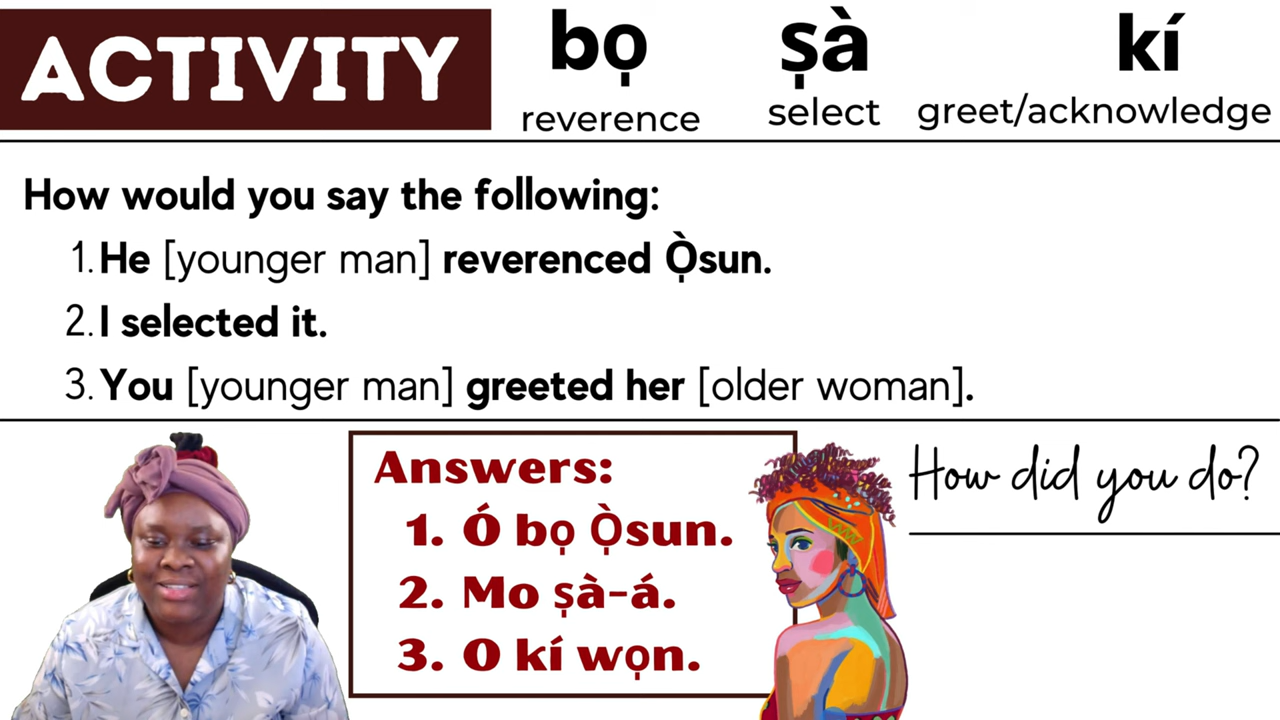 ACTIVITY
bọ ṣà kí
reverence select greet/acknowledge
How would you say the following:
1. He [younger man] reverenced Ọ̀sun.
2. I selected it.
3. You [younger man] greeted her [older woman].
Answers:
1. Ó bọ Ọ̀sun.
2. Mo ṣà-á.
3. O kí wọn.
How did you do?